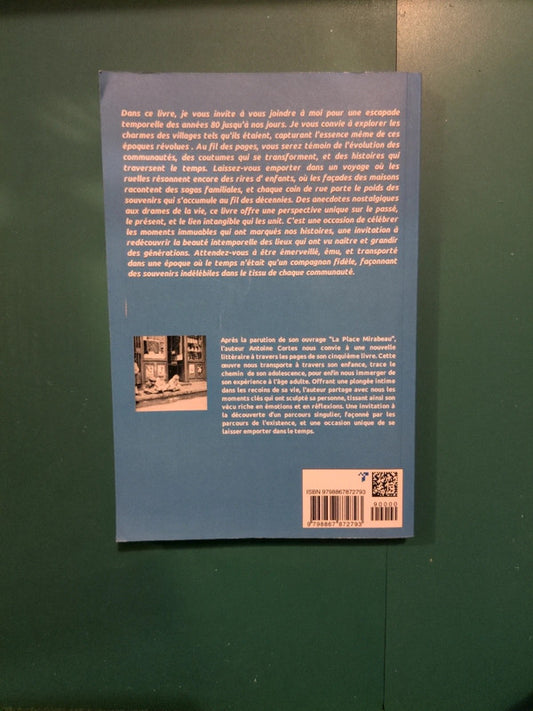 Dans ce livre, je vous invite à vous joindre à moi pour une escapade
temporelle des années 80 jusqu'à nos jours. Je vous convie à explorer les
charmes des villages tels qu'ils étaient, capturant l'essence même de ces
époques révolues . Au fil des pages, vous serez témoin de l'évolution des
communautés, des coutumes qui se transforment, et des histoires qui
traversent le temps. Laissez-vous emporter dans un voyage où les
ruelles résonnent encore des rires d' enfants, où les façades des maisons
racontent des sagas familiales, et chaque coin de rue porte le poids des
souvenirs qui s'accumule au fil des décennies. Des anecdotes nostalgiques
aux drames de la vie, ce livre offre une perspective unique sur le passé,
le présent, et le lien intangible qui les unit. C'est une occasion de célébrer
les moments immuables qui ont marqués nos histoires, une invitation à
redécouvrir la beauté intemporelle des lieux qui ont vu naître et grandir
des générations. Attendez-vous à être émerveillé, ému, et transporté
dans une époque où le temps n'était qu'un compagnon fidèle, façonnant
des souvenirs indélébiles dans le tissu de chaque communauté.
Après la parution de son ouvrage "La Place Mirabeau",
l'auteur Antoine Cortes nous convie à une nouvelle
littéraire à travers les pages de son cinquième livre. Cette
œuvre nous transporte à travers son enfance, trace le
chemin de son adolescence, pour enfin nous immerger de
son expérience à l'âge adulte. Offrant une plongée intime
dans les recoins de sa vie, l'auteur partage avec nous les
moments clés qui ont sculpté sa personne, tissant ainsi son
vécu riche en émotions et en réflexions. Une invitation à
la découverte d'un parcours singulier, façonné par les
parcours de l'existence, et une occasion unique de se
laisser emporter dans le temps.
ISBN 9798867872793
90000
9 798867 872793